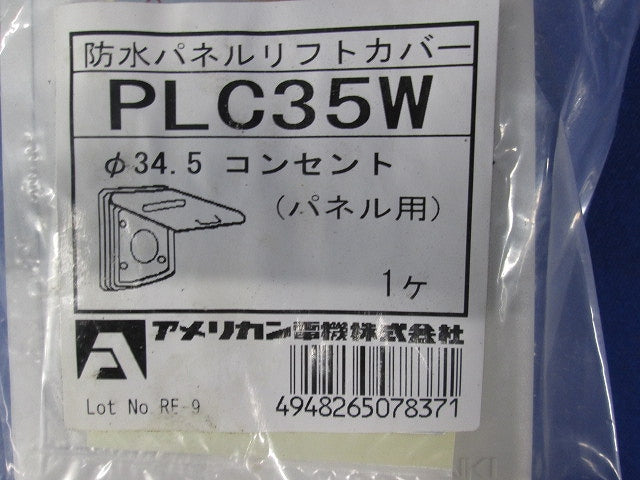 防水パネルリフトカバー
PLC35W
φ34.5 コンセント
(パネル用)
1ヶ
アメリカン電機株式会社
Lot No RE-9
4948265078371